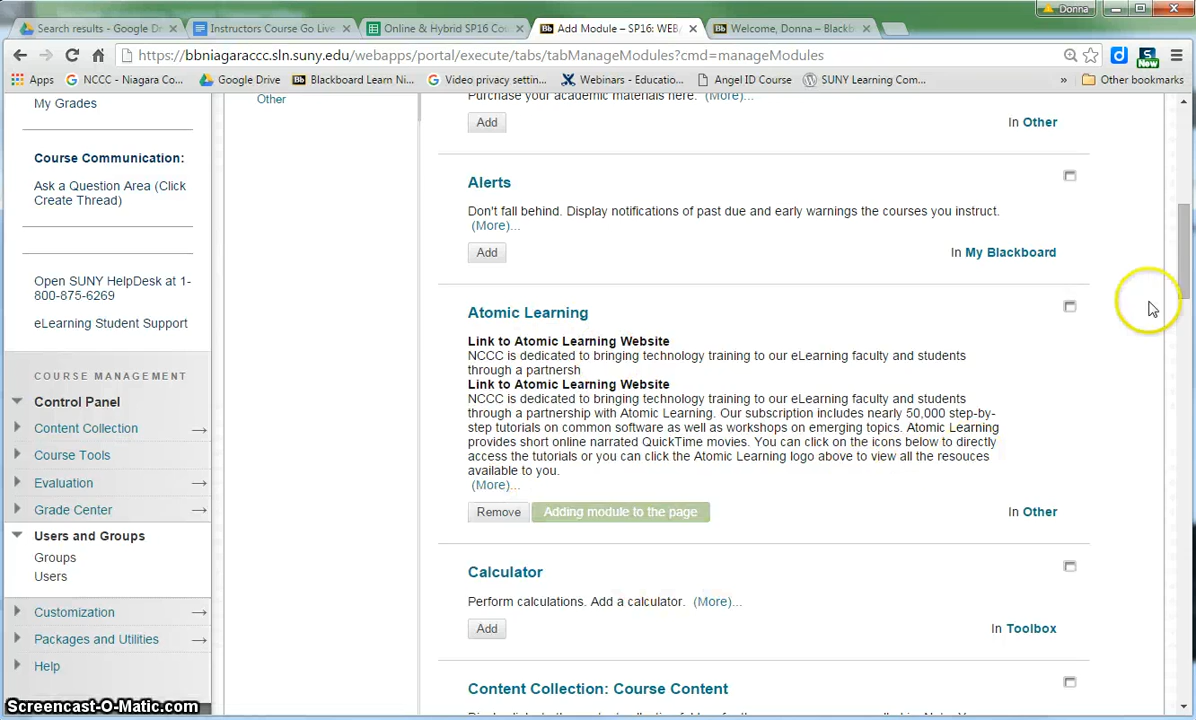 Donna
Search results - Google Dr
Instructors Course Go Live
Online & Hybrid SP16 Co
Add Module – SP16: WEB/
Welcome, Donna – Blackb
https://bbniagaraccc.sln.suny.edu/webapps/portal/execute/tabs/tabManageModules?cmd=manageModules
New
Apps
NCCC - Niagara Co...
Google Drive
Blackboard Learn Ni...
Video privacy settin...
Webinars - Educatio...
Angel ID Course
SUNY Learning Com...
» Other bookmarks
My Grades
Course Communication:
Ask a Question Area (Click
Create Thread)
Open SUNY HelpDesk at 1-
800-875-6269
eLearning Student Support
COURSE MANAGEMENT
Control Panel
Content Collection
Course Tools
Evaluation
Grade Center
Users and Groups
Groups
Users
Customization
Packages and Utilities
Help
Other
Purchase your academic materials here. (More)...
Add
In Other
Alerts
Don't fall behind. Display notifications of past due and early warnings the courses you instruct.
(More)...
Add
In My Blackboard
Atomic Learning
Link to Atomic Learning Website
NCCC is dedicated to bringing technology training to our eLearning faculty and students
through a partnersh
Link to Atomic Learning Website
NCCC is dedicated to bringing technology training to our eLearning faculty and students
through a partnership with Atomic Learning. Our subscription includes nearly 50,000 step-by-
step tutorials on common software as well as workshops on emerging topics. Atomic Learning
provides short online narrated QuickTime movies. You can click on the icons below to directly
access the tutorials or you can click the Atomic Learning logo above to view all the resouces
available to you.
(More)...
Remove
Adding module to the page
In Other
Calculator
Perform calculations. Add a calculator. (More)...
Add
In Toolbox
Content Collection: Course Content
Screencast-O-Matic.com